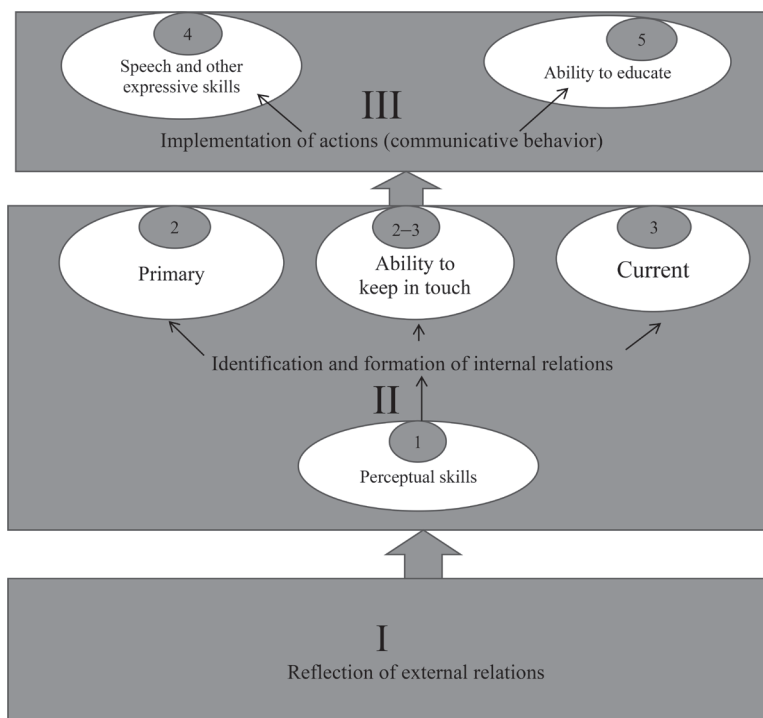 4
Speech and other
expressive skills
5
Ability to educate
III
Implementation of actions (communicative behavior)
2
Primary
2–3
Ability to
keep in touch
3
Current
Identification and formation of internal relations
II
1
Perceptual skills
I
Reflection of external relations